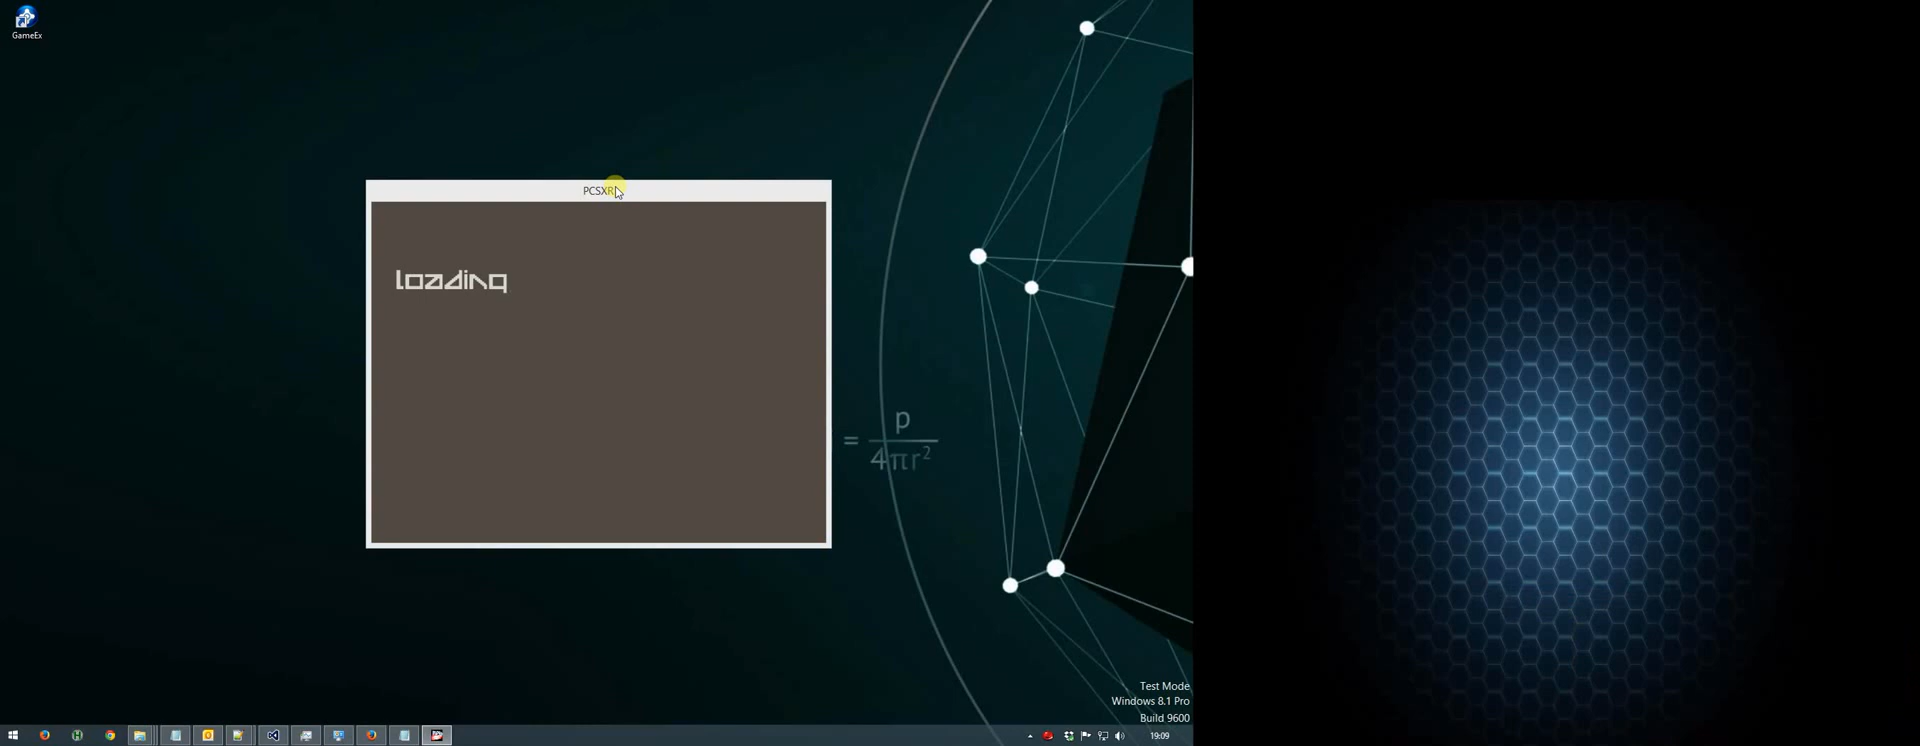 GameEx
PCSXR
loading
= p
4πr²
Test Mode
Windows 8.1 Pro
Build 9600
19:09